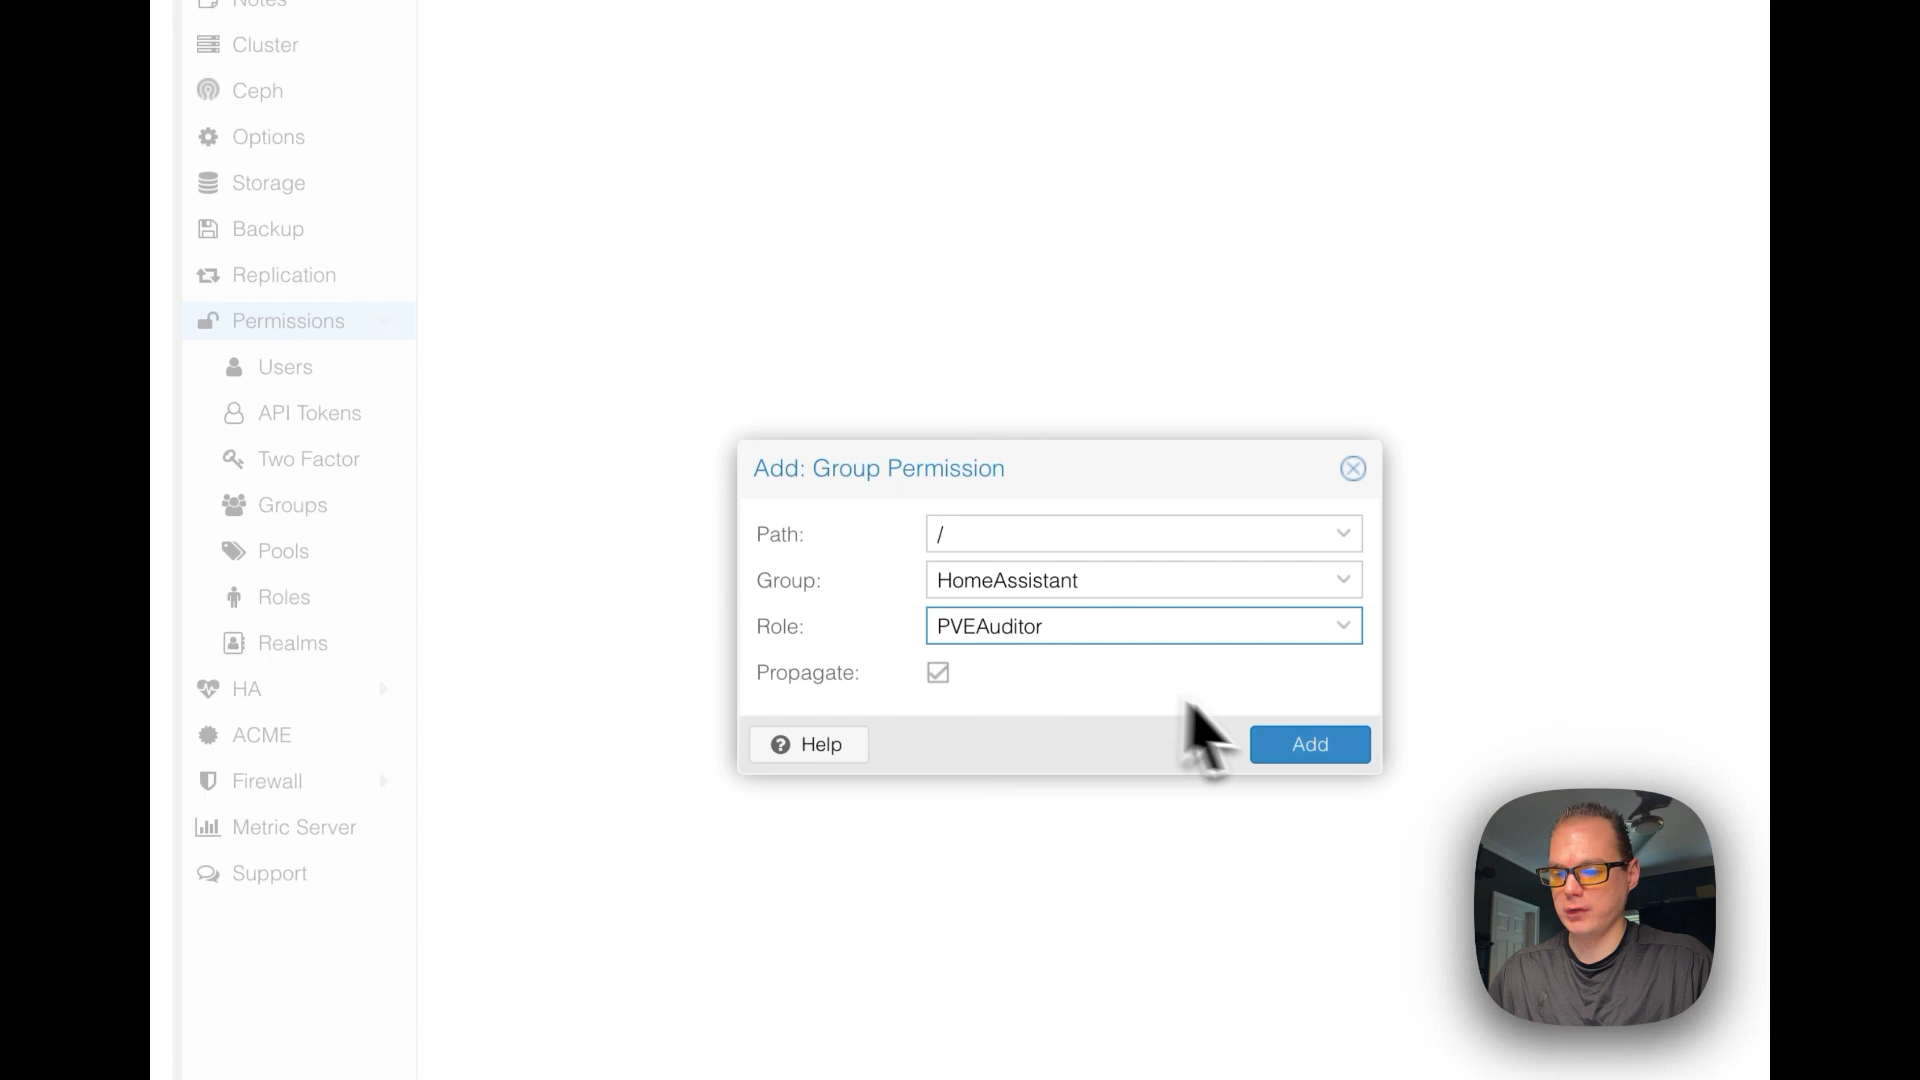 Notes
Cluster
Ceph
Options
Storage
Backup
Replication
Permissions
Users
API Tokens
Two Factor
Groups
Pools
Roles
Realms
HA
ACME
Firewall
Metric Server
Support
Add: Group Permission
Path: /
Group: HomeAssistant
Role: PVEAuditor
Propagate:
Help
Add